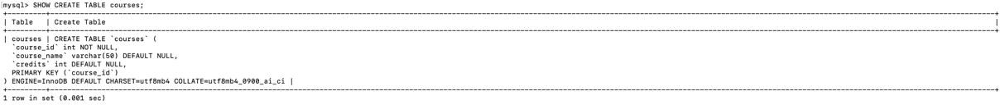 mysql> SHOW CREATE TABLE courses;
| Table | Create Table |
| courses | CREATE TABLE `courses` (
`course_id` int NOT NULL,
`course_name` varchar(50) DEFAULT NULL,
`credits` int DEFAULT NULL,
PRIMARY KEY (`course_id`)
) ENGINE=InnoDB DEFAULT CHARSET=utf8mb4 COLLATE=utf8mb4_0900_ai_ci |
1 row in set (0.001 sec)